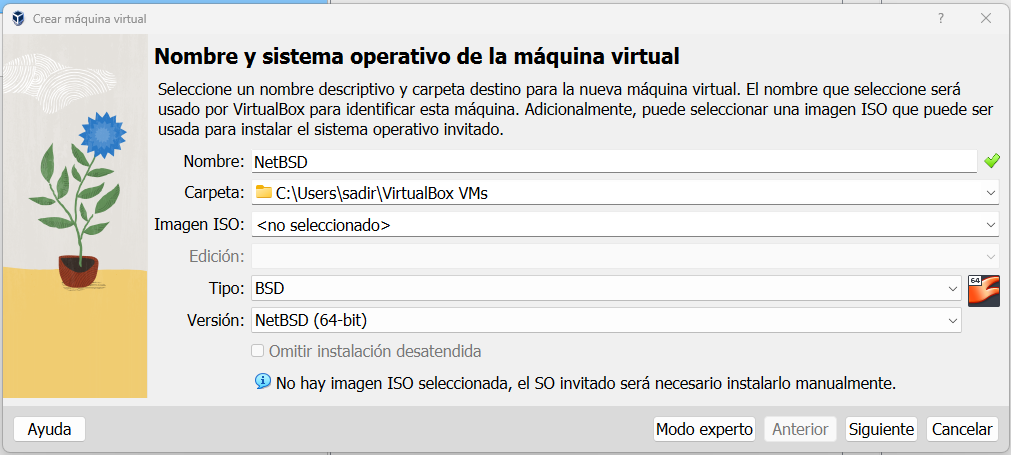 Crear máquina virtual
?
Nombre y sistema operativo de la máquina virtual
Seleccione un nombre descriptivo y carpeta destino para la nueva máquina virtual. El nombre que seleccione será
usado por VirtualBox para identificar esta máquina. Adicionalmente, puede seleccionar una imagen ISO que puede ser
usada para instalar el sistema operativo invitado.
Nombre: NetBSD
Carpeta: C:\Users\sadir\VirtualBox VMs
Imagen ISO: <no seleccionado>
Edición:
Tipo: BSD
64
Versión: NetBSD (64-bit)
Omitir instalación desatendida
No hay imagen ISO seleccionada, el SO invitado será necesario instalarlo manualmente.
Ayuda Modo experto Anterior Siguiente Cancelar